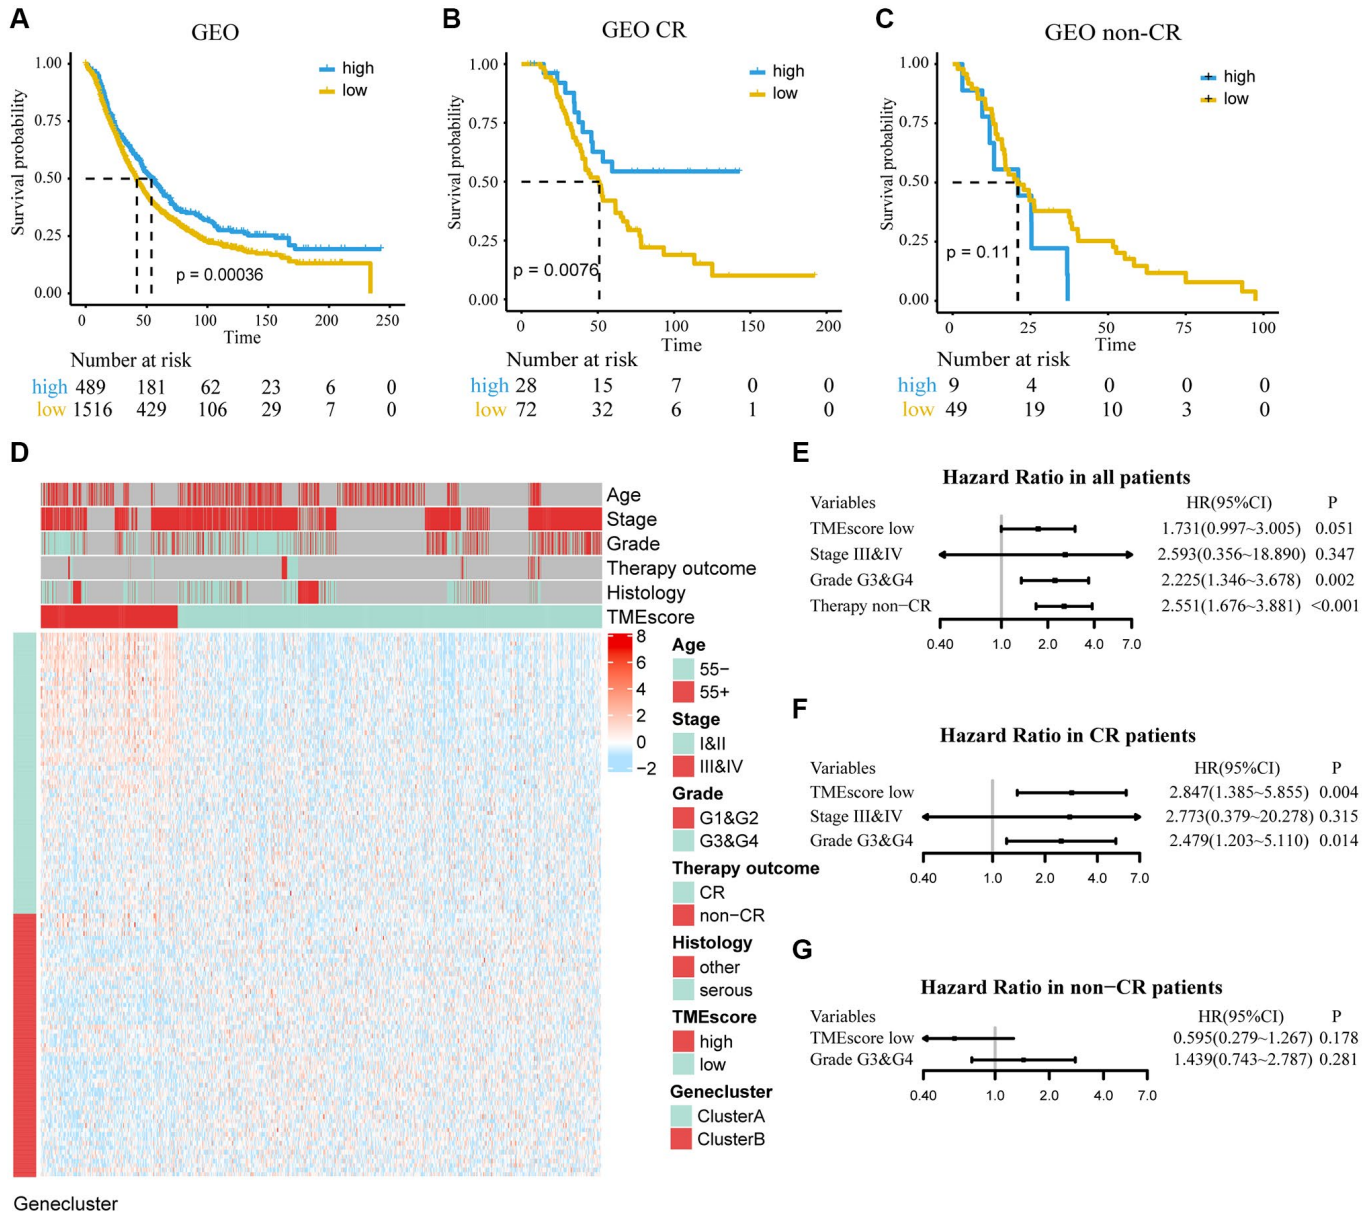 A
GEO
Survival probability
1.00
0.75
0.50
0.25
0.00
high
low
p = 0.00036
0 50 100 150 200 250
Time
Number at risk
high 489 181 62 23 6 0
low 1516 429 106 29 7 0
B
GEO CR
Survival probability
1.00
0.75
0.50
0.25
0.00
high
low
p = 0.0076
0 50 100 150 200
Time
Number at risk
high 28 15 7 0 0
low 72 32 6 1 0
C
GEO non-CR
Survival probability
1.00
0.75
0.50
0.25
0.00
high
low
p = 0.11
0 25 50 75 100
Time
Number at risk
high 9 4 0 0 0
low 49 19 10 3 0
D
Age
Stage
Grade
Therapy outcome
Histology
TMEscore
8
6
4
2
0
−2
Age
55−
55+
Stage
I&II
III&IV
Grade
G1&G2
G3&G4
Therapy outcome
CR
non−CR
Histology
other
serous
TMEscore
high
low
Genecluster
ClusterA
ClusterB
Genecluster
E
Hazard Ratio in all patients
Variables HR(95%CI) P
TMEscore low 1.731(0.997~3.005) 0.051
Stage III&IV 2.593(0.356~18.890) 0.347
Grade G3&G4 2.225(1.346~3.678) 0.002
Therapy non−CR 2.551(1.676~3.881) <0.001
0.40 1.0 2.0 4.0 7.0
F
Hazard Ratio in CR patients
Variables HR(95%CI) P
TMEscore low 2.847(1.385~5.855) 0.004
Stage III&IV 2.773(0.379~20.278) 0.315
Grade G3&G4 2.479(1.203~5.110) 0.014
0.40 1.0 2.0 4.0 7.0
G
Hazard Ratio in non−CR patients
Variables HR(95%CI) P
TMEscore low 0.595(0.279~1.267) 0.178
Grade G3&G4 1.439(0.743~2.787) 0.281
0.40 1.0 2.0 4.0 7.0